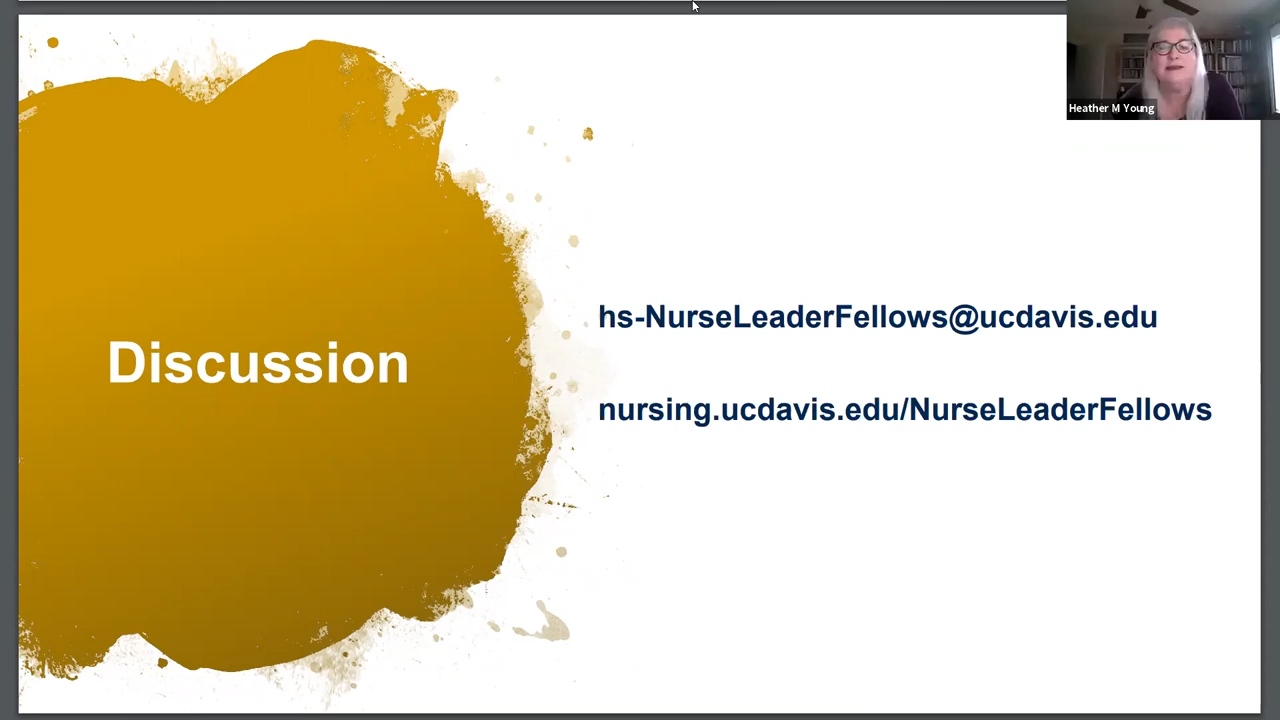 Heather M Young
Discussion
hs-NurseLeaderFellows@ucdavis.edu
nursing.ucdavis.edu/NurseLeaderFellows